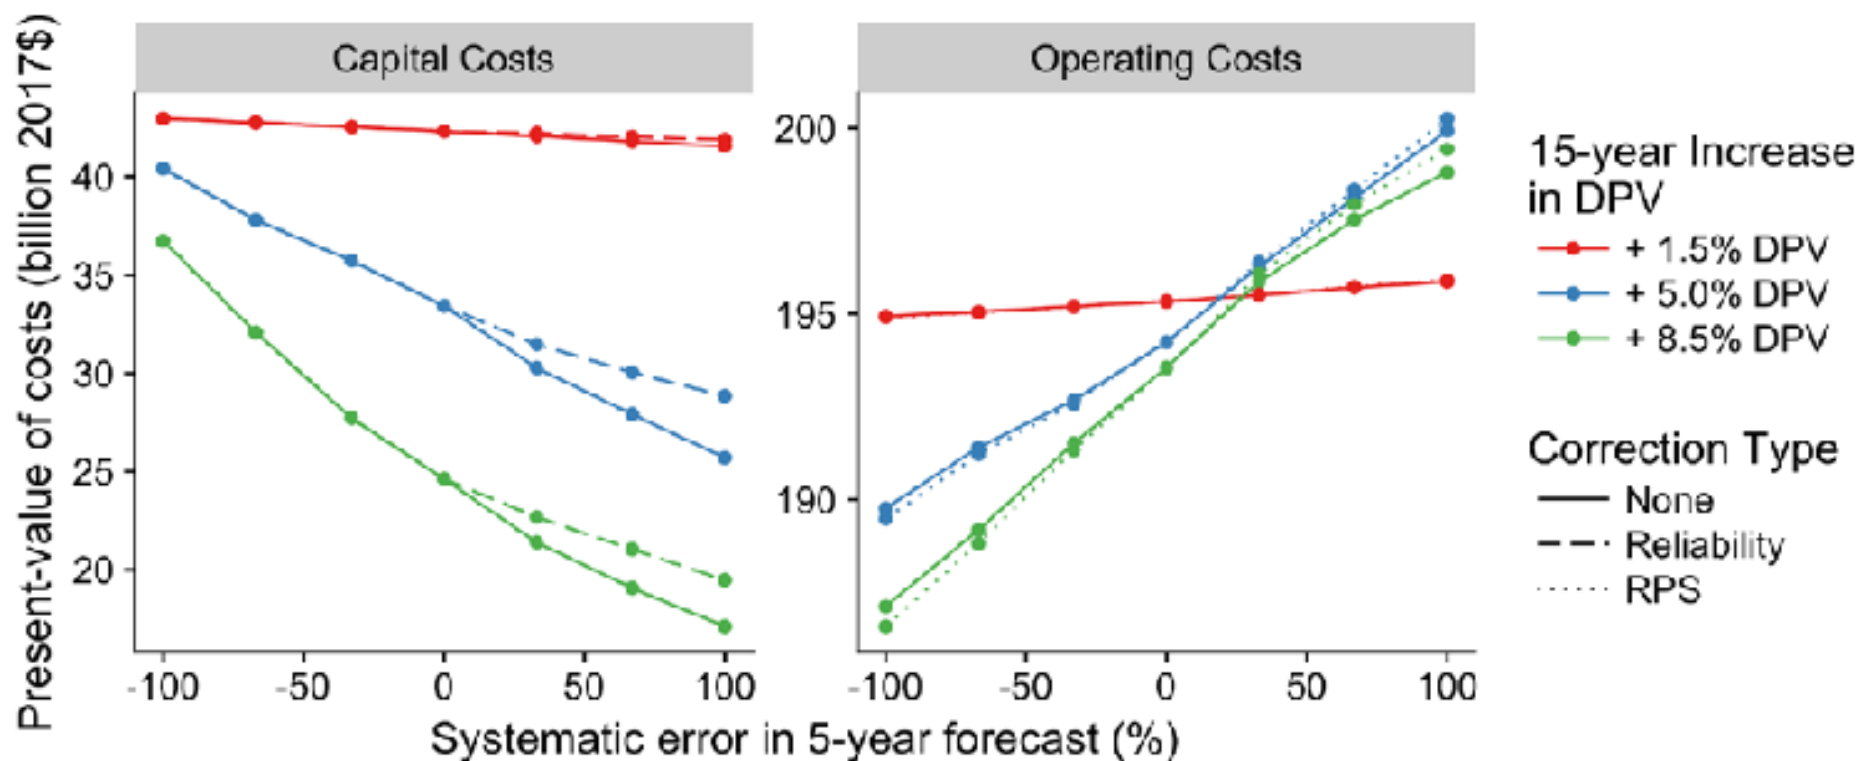 Present-value of costs (billion 2017$)
Capital Costs
40
35
30
25
20
-100 -50 0 50 100
Operating Costs
200
195
190
-100 -50 0 50 100
Systematic error in 5-year forecast (%)
15-year Increase
in DPV
+ 1.5% DPV
+ 5.0% DPV
+ 8.5% DPV
Correction Type
None
Reliability
RPS